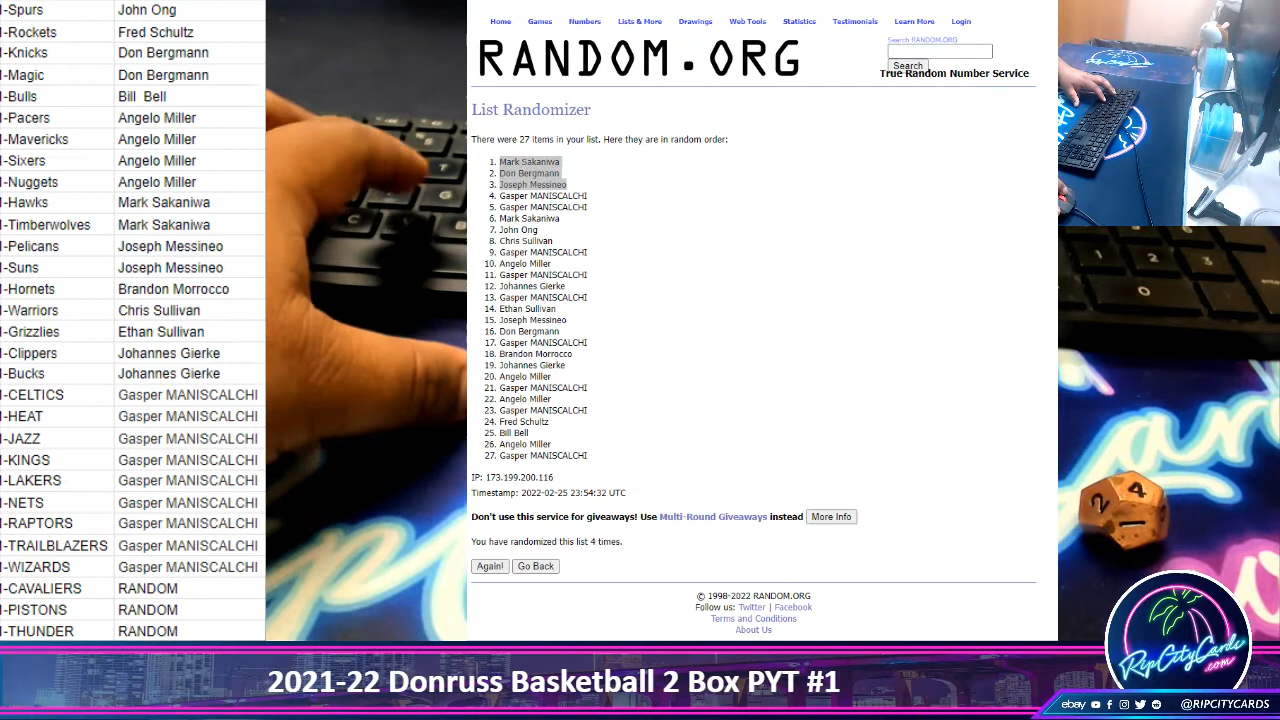 I-Spurs John Ong
I-Rockets Fred Schultz
I-Knicks Don Bergmann
I-Magic Don Bergmann
I-Bulls Bill Bell
I-Pacers Angelo Miller
I-Mavericks Angelo Miller
I-Sixers Angelo Miller
I-Nuggets Angelo Miller
I-Hawks Mark Sakaniwa
I-Timberwolves Mark Sakaniwa
I-Pelicans Joseph Messineo
I-Suns Joseph Messineo
I-Hornets Brandon Morrocco
I-Warriors Chris Sullivan
I-Grizzlies Ethan Sullivan
I-Clippers Johannes Gierke
I-Bucks Johannes Gierke
I-CELTICS Gasper MANISCALCHI
I-HEAT Gasper MANISCALCHI
I-JAZZ Gasper MANISCALCHI
I-KINGS Gasper MANISCALCHI
I-LAKERS Gasper MANISCALCHI
I-NETS Gasper MANISCALCHI
I-RAPTORS Gasper MANISCALCHI
I-TRAILBLAZERS Gasper MANISCALCHI
I-WIZARDS Gasper MANISCALCHI
I-CAVALIERS RANDOM
I-PISTONS RANDOM
I-THUNDER RANDOM
Home Games Numbers Lists & More Drawings Web Tools Statistics Testimonials Learn More Login
RANDOM.ORG
Search RANDOM.ORG
Search
True Random Number Service
List Randomizer
There were 27 items in your list. Here they are in random order:
1. Mark Sakaniwa
2. Don Bergmann
3. Joseph Messineo
4. Gasper MANISCALCHI
5. Gasper MANISCALCHI
6. Mark Sakaniwa
7. John Ong
8. Chris Sullivan
9. Gasper MANISCALCHI
10. Angelo Miller
11. Gasper MANISCALCHI
12. Johannes Gierke
13. Gasper MANISCALCHI
14. Ethan Sullivan
15. Joseph Messineo
16. Don Bergmann
17. Gasper MANISCALCHI
18. Brandon Morrocco
19. Johannes Gierke
20. Angelo Miller
21. Gasper MANISCALCHI
22. Angelo Miller
23. Gasper MANISCALCHI
24. Fred Schultz
25. Bill Bell
26. Angelo Miller
27. Gasper MANISCALCHI
IP: 173.199.200.116
Timestamp: 2022-02-25 23:54:32 UTC
Don't use this service for giveaways! Use Multi-Round Giveaways instead More Info
You have randomized this list 4 times.
Again! Go Back
© 1998-2022 RANDOM.ORG
Follow us: Twitter | Facebook
Terms and Conditions
About Us
2 4
RipCityCards
.com
2021-22 Donruss Basketball 2 Box PYT #1
ebay @RIPCITYCARDS